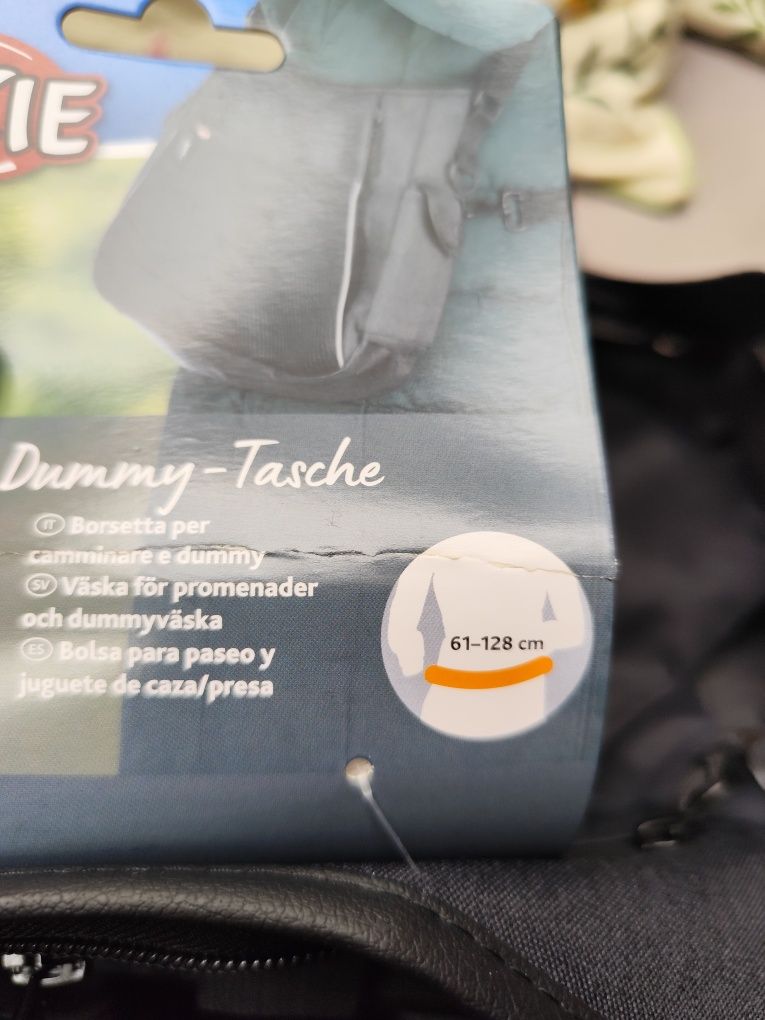 IE
Dummy-Tasche
IT Borsetta per
camminare e dummy
SV Väska för promenader
och dummyväska
ES Bolsa para paseo y
juguete de caza/presa
61–128 cm